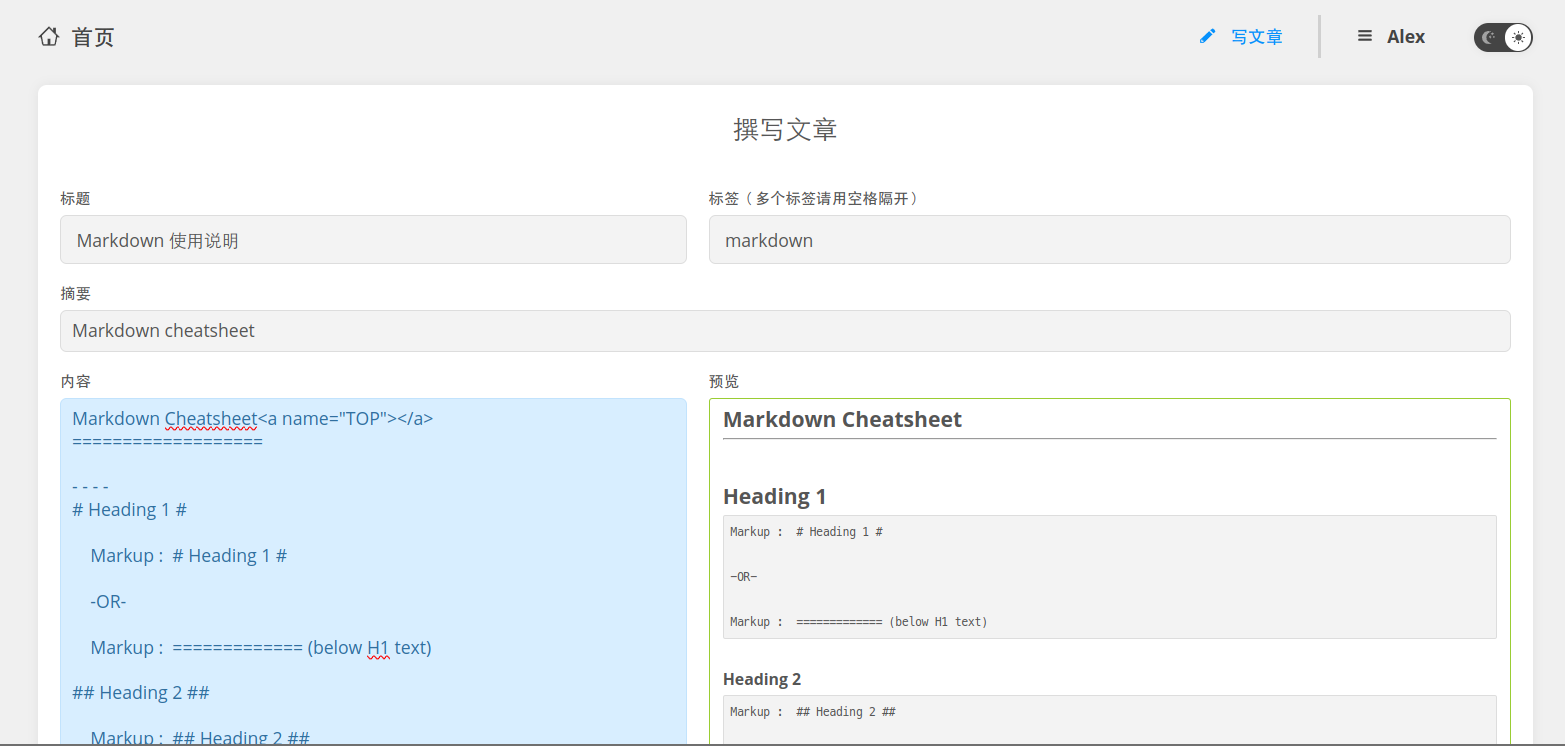 首页
写文章
Alex
撰写文章
标题
标签（多个标签请用空格隔开）
Markdown 使用说明
markdown
摘要
Markdown cheatsheet
内容
预览
Markdown Cheatsheet<a name="TOP"></a>
===================
- - - -
# Heading 1 #
Markup :  # Heading 1 #
-OR-
Markup :  ============= (below H1 text)
## Heading 2 ##
Markup :  ## Heading 2 ##
Markdown Cheatsheet
Heading 1
Markup :  # Heading 1 #
-OR-
Markup :  ============= (below H1 text)
Heading 2
Markup :  ## Heading 2 ##